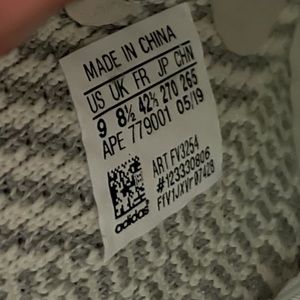 MADE IN CHINA
US UK FR JP CHN
9 8½ 42⅔ 270 265
APE 779001 05/19
ART FV3254
#123330806
FfV1JXVr07428
adidas